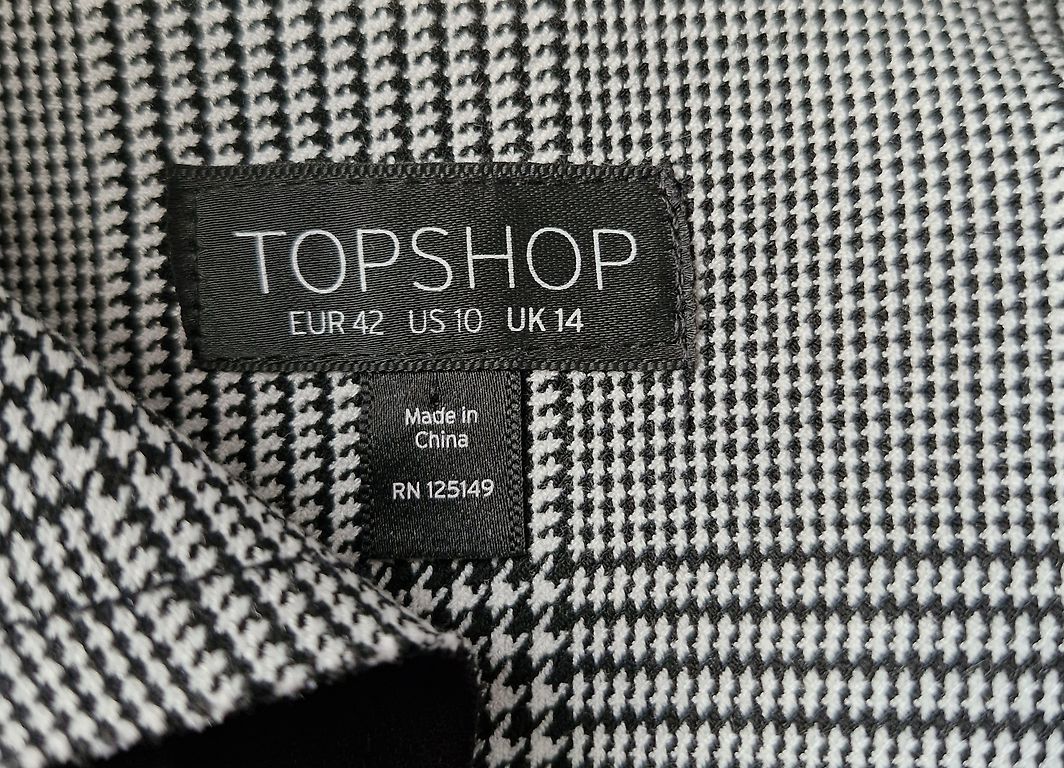 TOPSHOP
EUR 42 US 10 UK 14
Made in
China
RN 125149